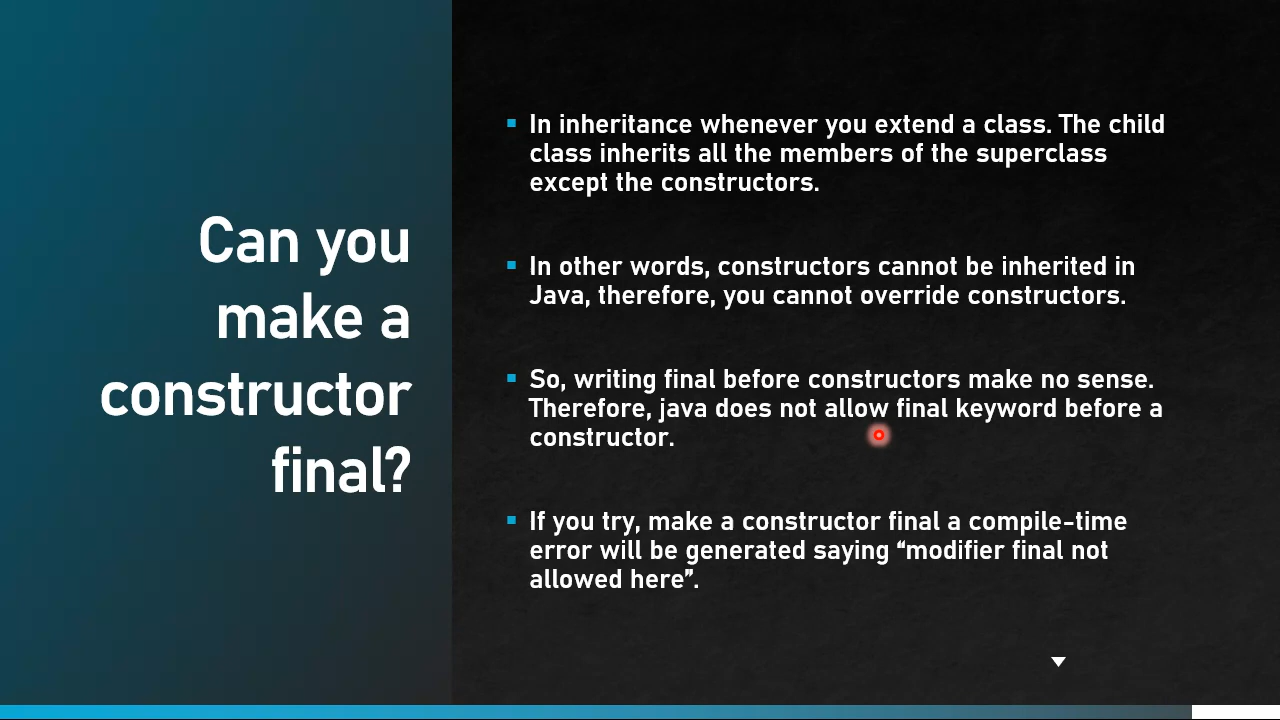 Can you
make a
constructor
final?
In inheritance whenever you extend a class. The child
class inherits all the members of the superclass
except the constructors.
In other words, constructors cannot be inherited in
Java, therefore, you cannot override constructors.
So, writing final before constructors make no sense.
Therefore, java does not allow final keyword before a
constructor.
If you try, make a constructor final a compile-time
error will be generated saying “modifier final not
allowed here”.